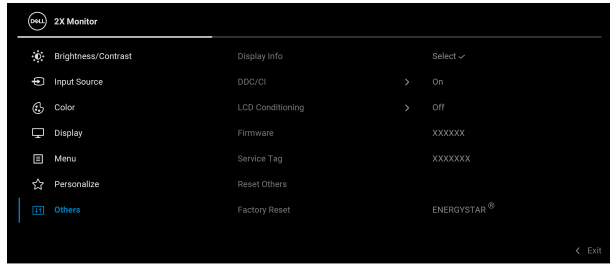 DELL 2X Monitor
Brightness/Contrast Display Info Select ✓
Input Source DDC/CI > On
Color LCD Conditioning > Off
Display Firmware XXXXXX
Menu Service Tag XXXXXXX
Personalize Reset Others
Others Factory Reset ENERGYSTAR ®
< Exit